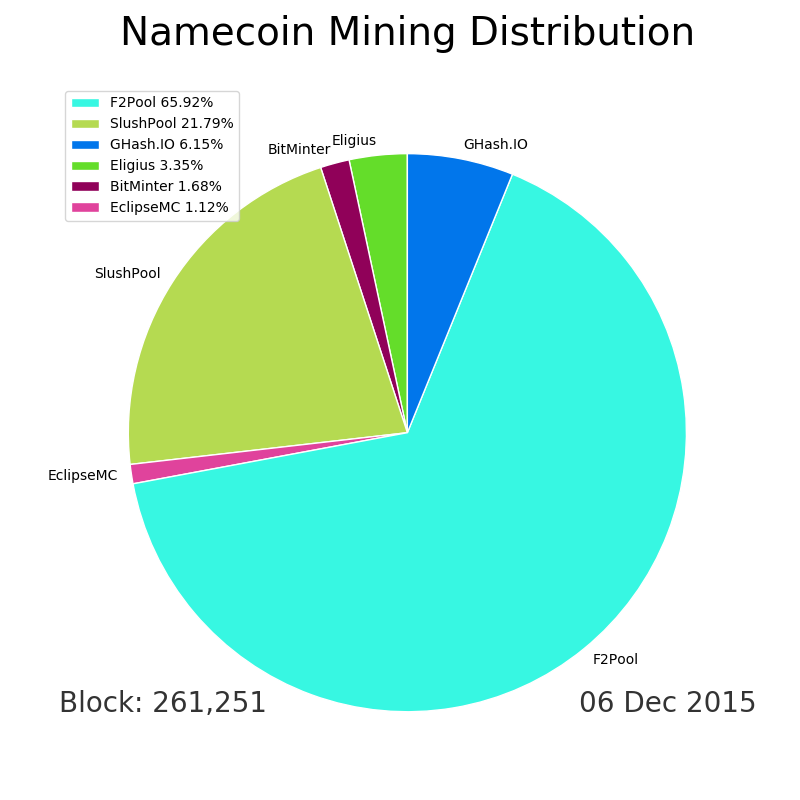 Namecoin Mining Distribution
F2Pool 65.92%
SlushPool 21.79%
GHash.IO 6.15%
Eligius 3.35%
BitMinter 1.68%
EclipseMC 1.12%
Eligius
GHash.IO
BitMinter
SlushPool
EclipseMC
F2Pool
Block: 261,251
06 Dec 2015